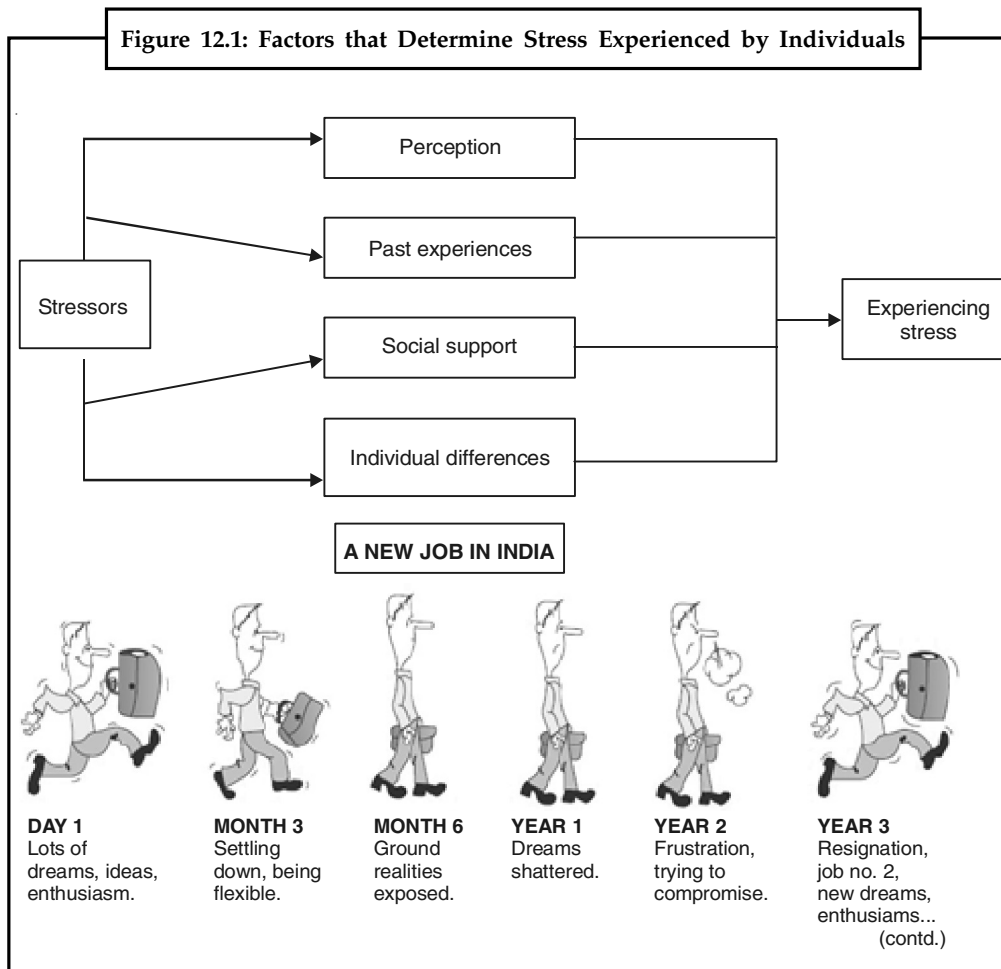 Figure 12.1: Factors that Determine Stress Experienced by Individuals
Perception
Past experiences
Stressors
Social support
Experiencing
stress
Individual differences
A NEW JOB IN INDIA
DAY 1
Lots of
dreams, ideas,
enthusiasm.
MONTH 3
Settling
down, being
flexible.
MONTH 6
Ground
realities
exposed.
YEAR 1
Dreams
shattered.
YEAR 2
Frustration,
trying to
compromise.
YEAR 3
Resignation,
job no. 2,
new dreams,
enthusiams...
(contd.)